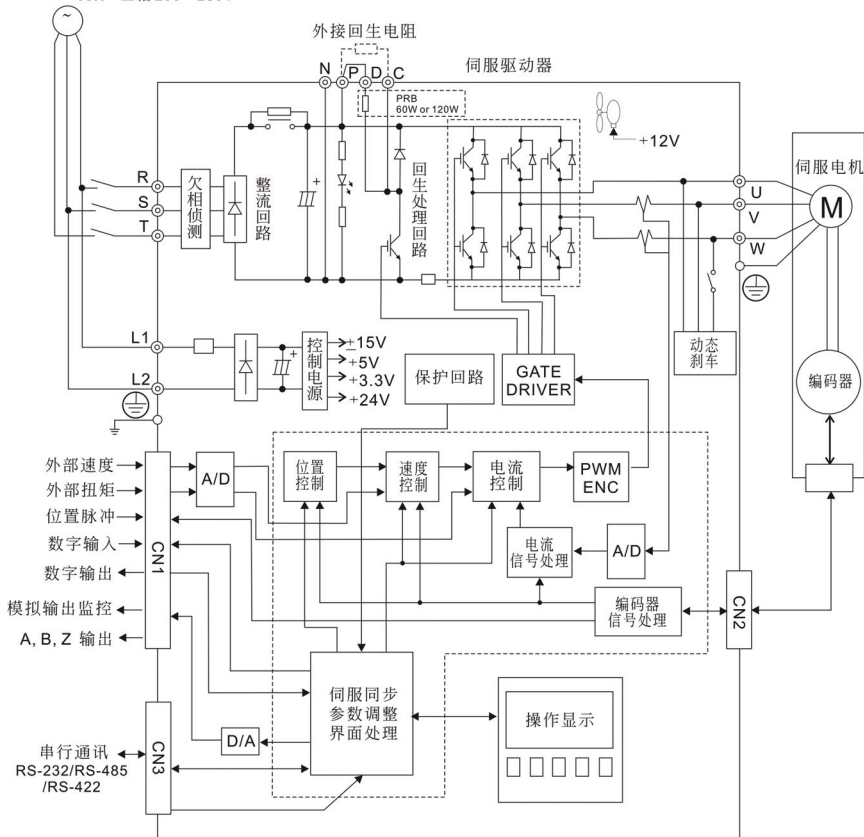 ~
外接回生电阻
N
P
D
C
伺服驱动器
PRB
60W or 120W
+12V
伺服电机
R
S
T
欠相侦测
整流回路
+
回生处理回路
U
V
W
M
L1
L2
+
控制电源
±15V
+5V
+3.3V
+24V
保护回路
GATE
DRIVER
动态
刹车
编码器
外部速度
外部扭矩
位置脉冲
数字输入
数字输出
模拟输出监控
A, B, Z 输出
CN1
A/D
位置
控制
速度
控制
电流
控制
PWM
ENC
电流
信号处理
A/D
编码器
信号处理
CN2
伺服同步
参数调整
界面处理
D/A
操作显示
串行通讯
RS-232/RS-485
/RS-422
CN3